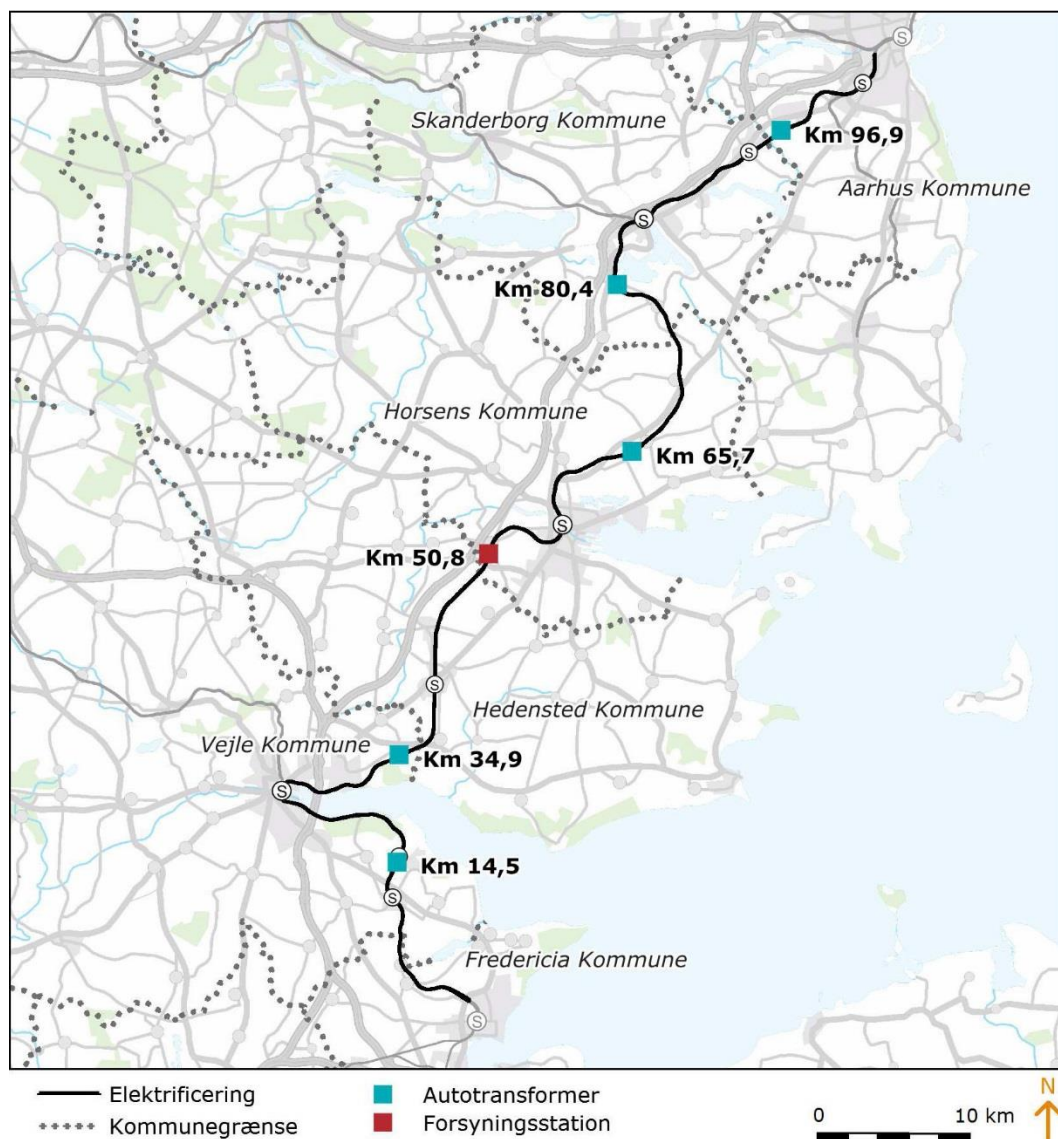 S
S
Skanderborg Kommune
Km 96,9
S
Aarhus Kommune
S
Km 80,4
Horsens Kommune
Km 65,7
S
Km 50,8
S
Hedensted Kommune
Vejle Kommune
Km 34,9
S
Km 14,5
S
Fredericia Kommune
S
Elektrificering
Kommunegrænse
Autotransformer
Forsyningsstation
0 10 km
N